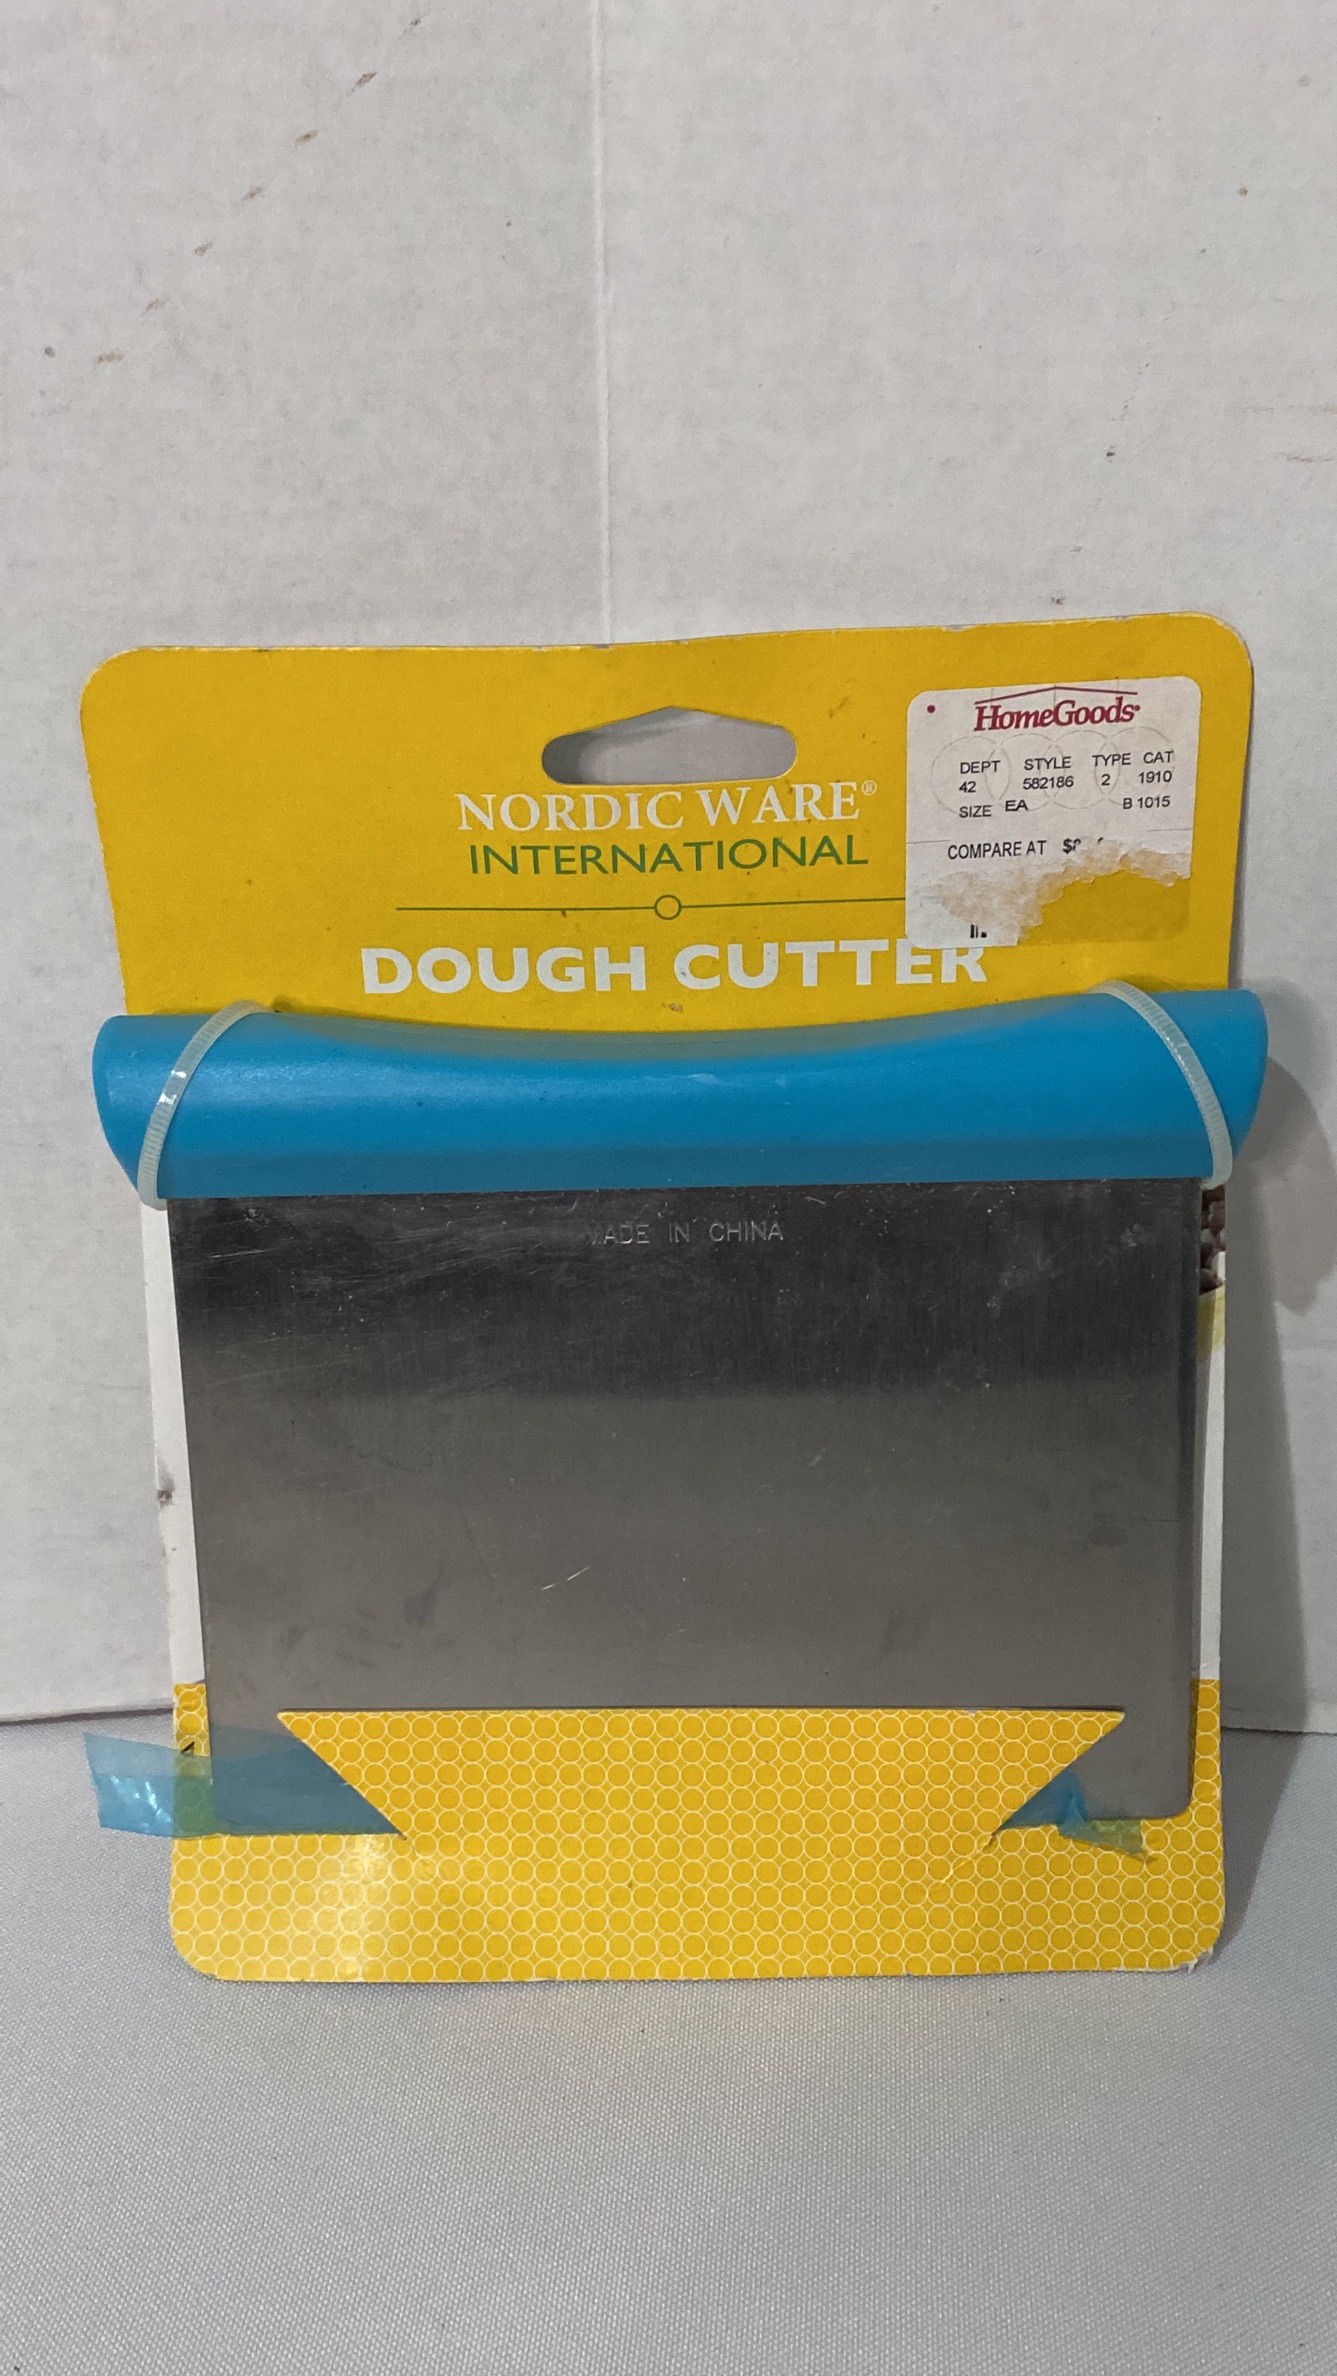 NORDIC WARE®
INTERNATIONAL
DOUGH CUTTER
HomeGoods
DEPT STYLE TYPE CAT
42 582186 2 1910
SIZE EA B 1015
COMPARE AT
MADE IN CHINA